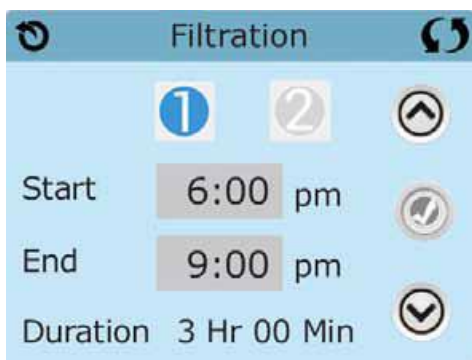 Filtration
1 2
Start 6:00 pm
End 9:00 pm
Duration 3 Hr 00 Min